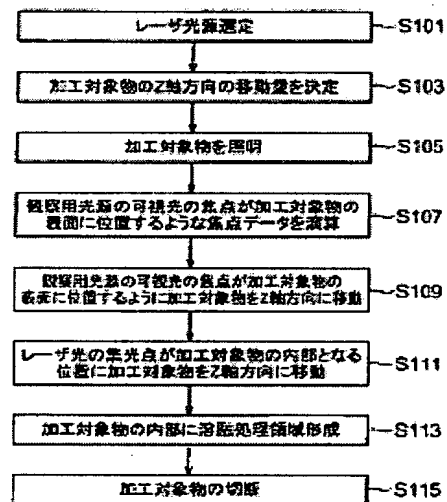 レーザ光源選定
S101
加工対象物のZ軸方向の移動量を決定
S103
加工対象物を照明
S105
観察用光源の可視光の焦点が加工対象物の
表面に位置するような焦点データを演算
S107
観察用光源の可視光の焦点が加工対象物の
表面に位置するように加工対象物をZ軸方向に移動
S109
レーザ光の集光点が加工対象物の内部となる
位置に加工対象物をZ軸方向に移動
S111
加工対象物の内部に溶融処理領域形成
S113
加工対象物の切断
S115